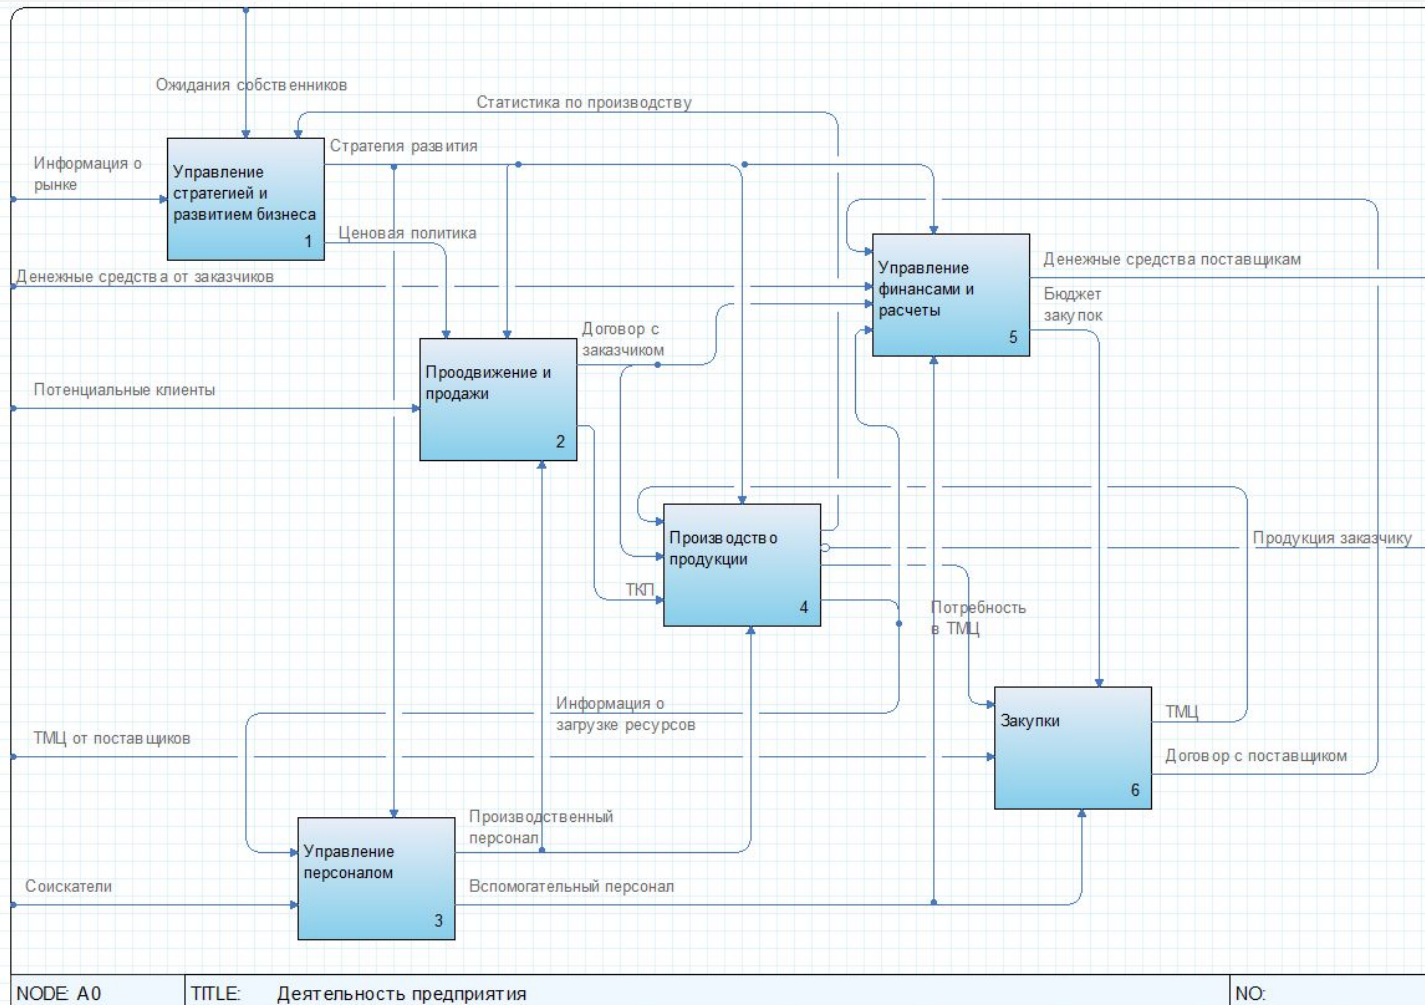 Ожидания собственников
Статистика по производству
Стратегия развития
Информация о
рынке
Управление
стратегией и
развитием бизнеса
1
Ценовая политика
Денежные средства от заказчиков
Управление
финансами и
расчеты
5
Денежные средства поставщикам
Бюджет
закупок
Договор с
заказчиком
Проодвижение и
продажи
2
Потенциальные клиенты
Производство
продукции
4
Продукция заказчику
ТКП
Потребность
в ТМЦ
Информация о
загрузке ресурсов
Закупки
6
ТМЦ
Договор с поставщиком
ТМЦ от поставщиков
Производственный
персонал
Управление
персоналом
3
Соискатели
Вспомогательный персонал
NODE: A0
TITLE: Деятельность предприятия
NO: